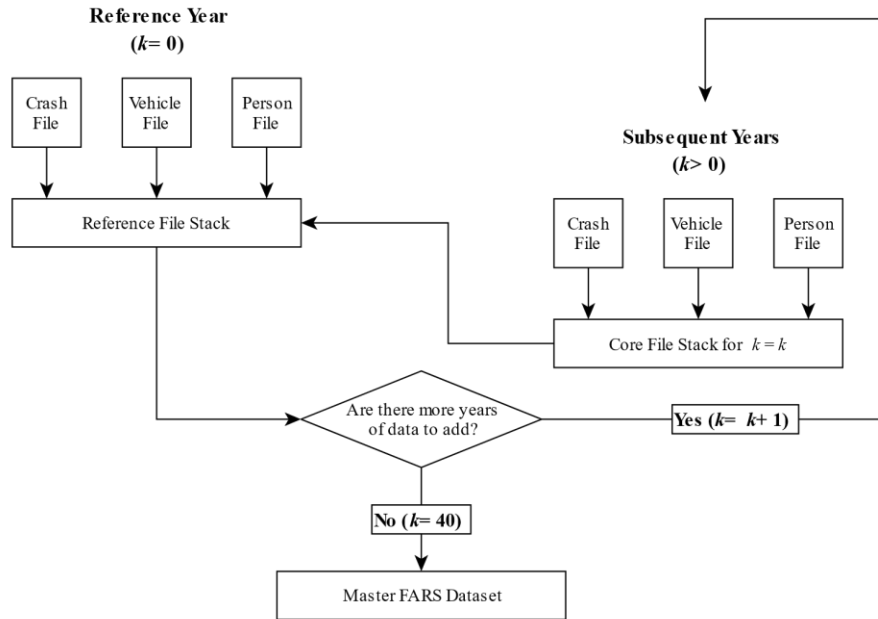 Reference Year
(k= 0)
Crash
File
Vehicle
File
Person
File
Reference File Stack
Subsequent Years
(k> 0)
Crash
File
Vehicle
File
Person
File
Core File Stack for k = k
Are there more years
of data to add?
Yes (k= k+ 1)
No (k= 40)
Master FARS Dataset